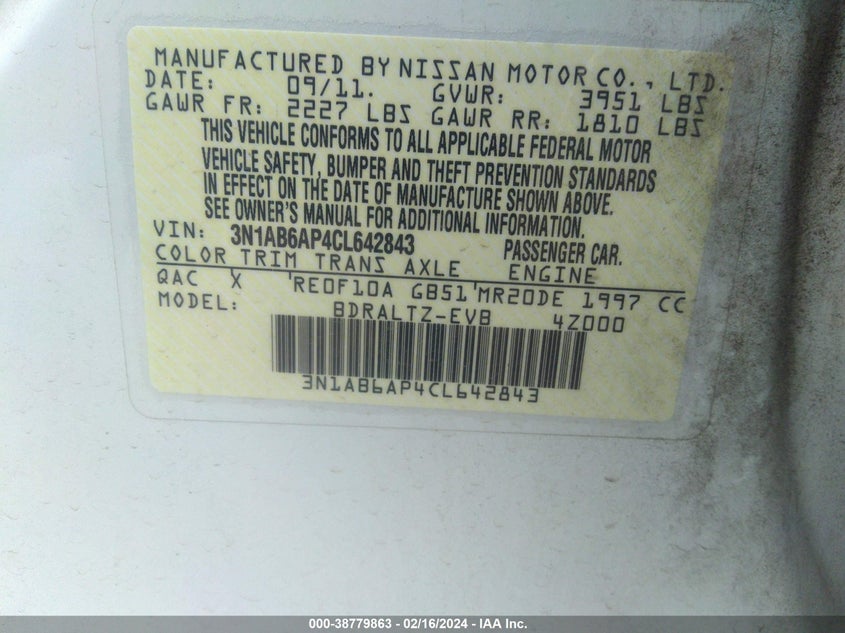 MANUFACTURED BY NISSAN MOTOR CO., LTD.
DATE: 09/11. GVWR: 3951 LBS
GAWR FR: 2227 LBS GAWR RR: 1810 LBS
THIS VEHICLE CONFORMS TO ALL APPLICABLE FEDERAL MOTOR
VEHICLE SAFETY, BUMPER AND THEFT PREVENTION STANDARDS
IN EFFECT ON THE DATE OF MANUFACTURE SHOWN ABOVE.
SEE OWNER'S MANUAL FOR ADDITIONAL INFORMATION.
VIN: 3N1AB6AP4CL642843 PASSENGER CAR.
COLOR TRIM TRANS AXLE ENGINE
QAC X 'RE0F10A GB51'MR20DE 1997 CC
MODEL: BDRALTZ-EVB 4Z000
3N1AB6AP4CL642843
000-38779863 - 02/16/2024 - IAA Inc.